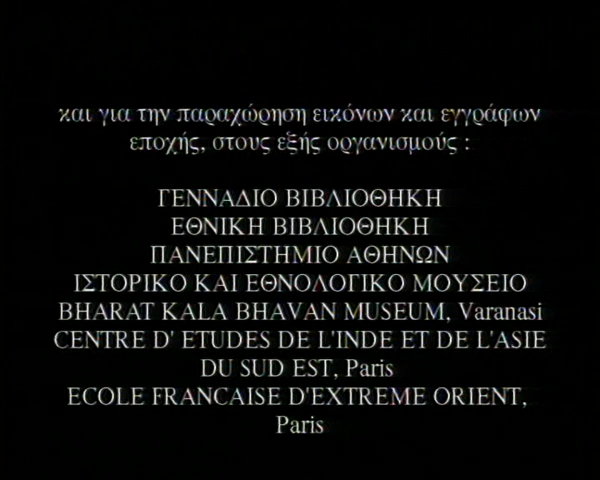 και για την παραχώρηση εικόνων και εγγράφων
εποχής, στους εξής οργανισμούς :
ΓΕΝΝΑΔΙΟ ΒΙΒΛΙΟΘΗΚΗ
ΕΘΝΙΚΗ ΒΙΒΛΙΟΘΗΚΗ
ΠΑΝΕΠΙΣΤΗΜΙΟ ΑΘΗΝΩΝ
ΙΣΤΟΡΙΚΟ ΚΑΙ ΕΘΝΟΛΟΓΙΚΟ ΜΟΥΣΕΙΟ
BHARAT KALA BHAVAN MUSEUM, Varanasi
CENTRE D' ETUDES DE L'INDE ET DE L'ASIE
DU SUD EST, Paris
ECOLE FRANCAISE D'EXTREME ORIENT,
Paris